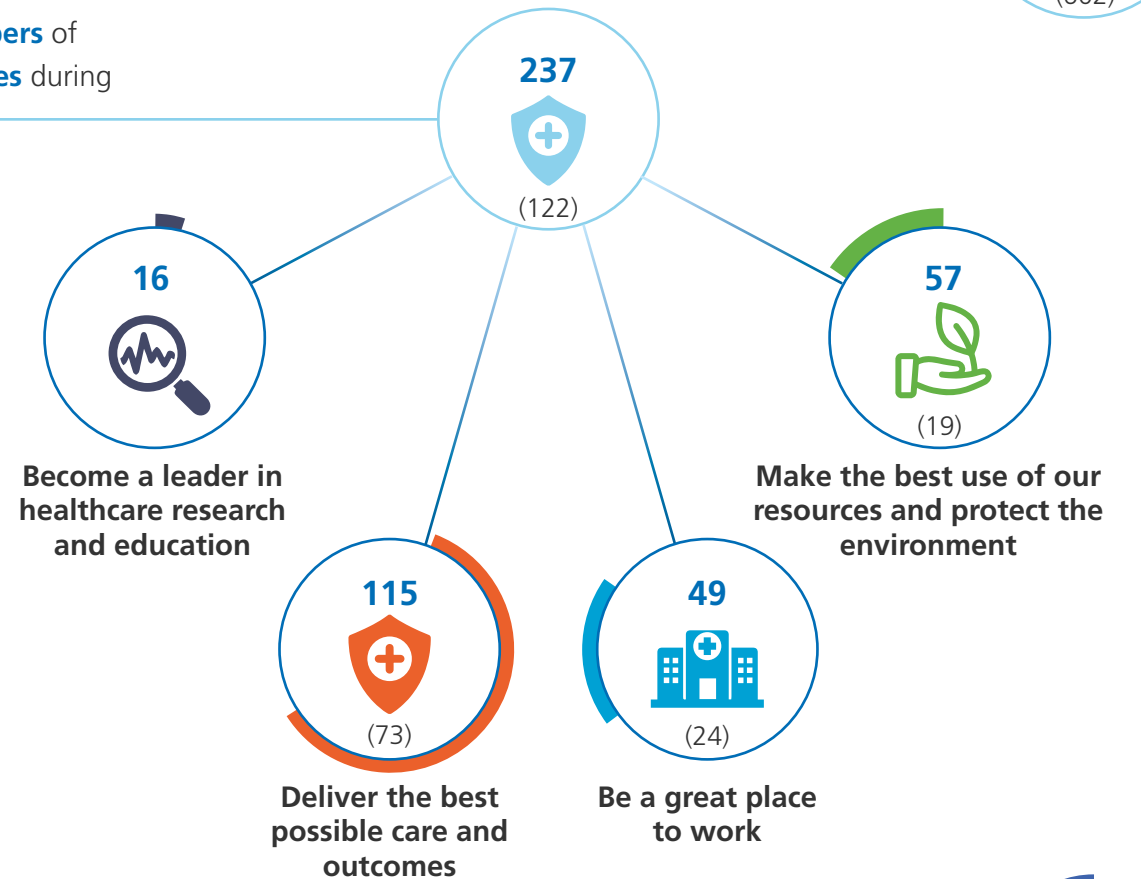 of
during
237
(122)
16
57
(19)
Become a leader in
healthcare research
and education
Make the best use of our
resources and protect the
environment
115
(73)
49
(24)
Deliver the best
possible care and
outcomes
Be a great place
to work